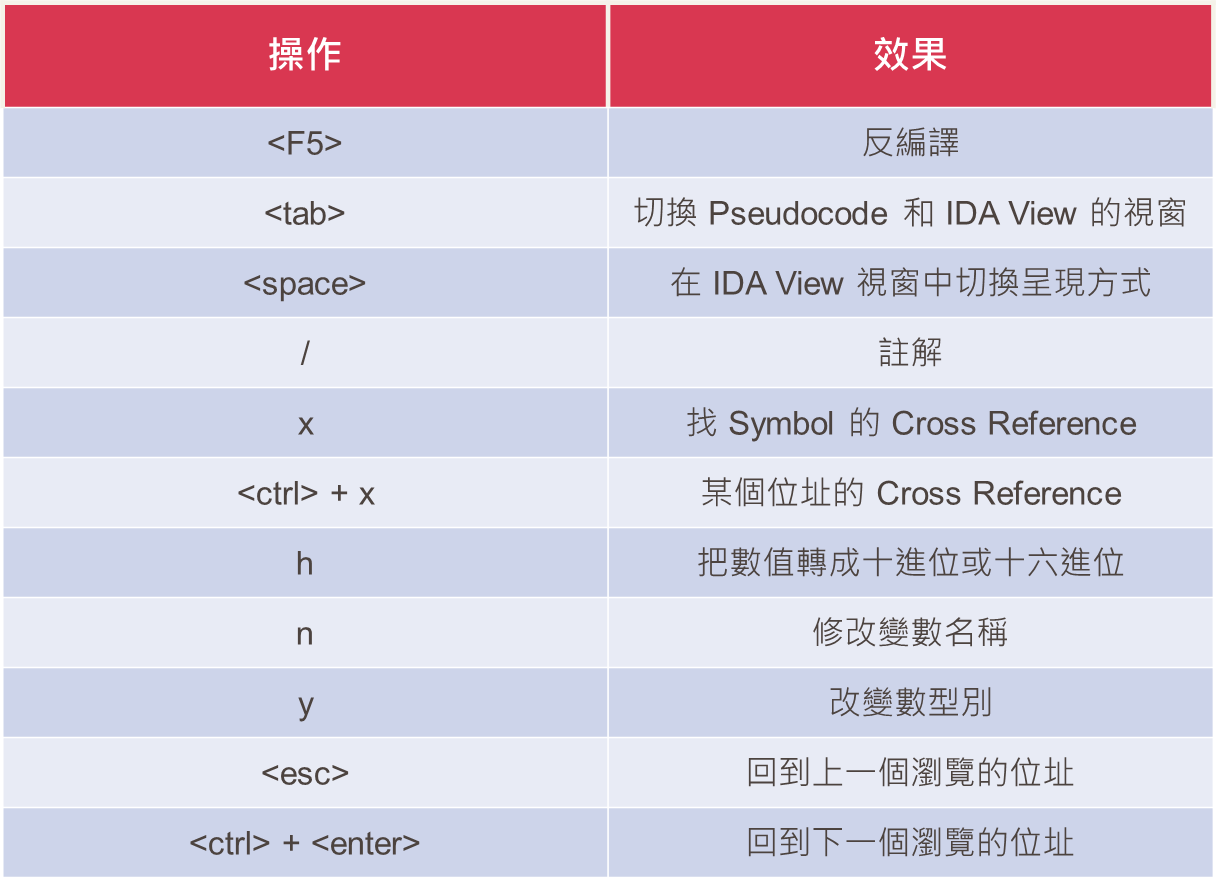 操作 效果
<F5> 反編譯
<tab> 切換 Pseudocode 和 IDA View 的視窗
<space> 在 IDA View 視窗中切換呈現方式
/ 註解
x 找 Symbol 的 Cross Reference
<ctrl> + x 某個位址的 Cross Reference
h 把數值轉成十進位或十六進位
n 修改變數名稱
y 改變數型別
<esc> 回到上一個瀏覽的位址
<ctrl> + <enter> 回到下一個瀏覽的位址